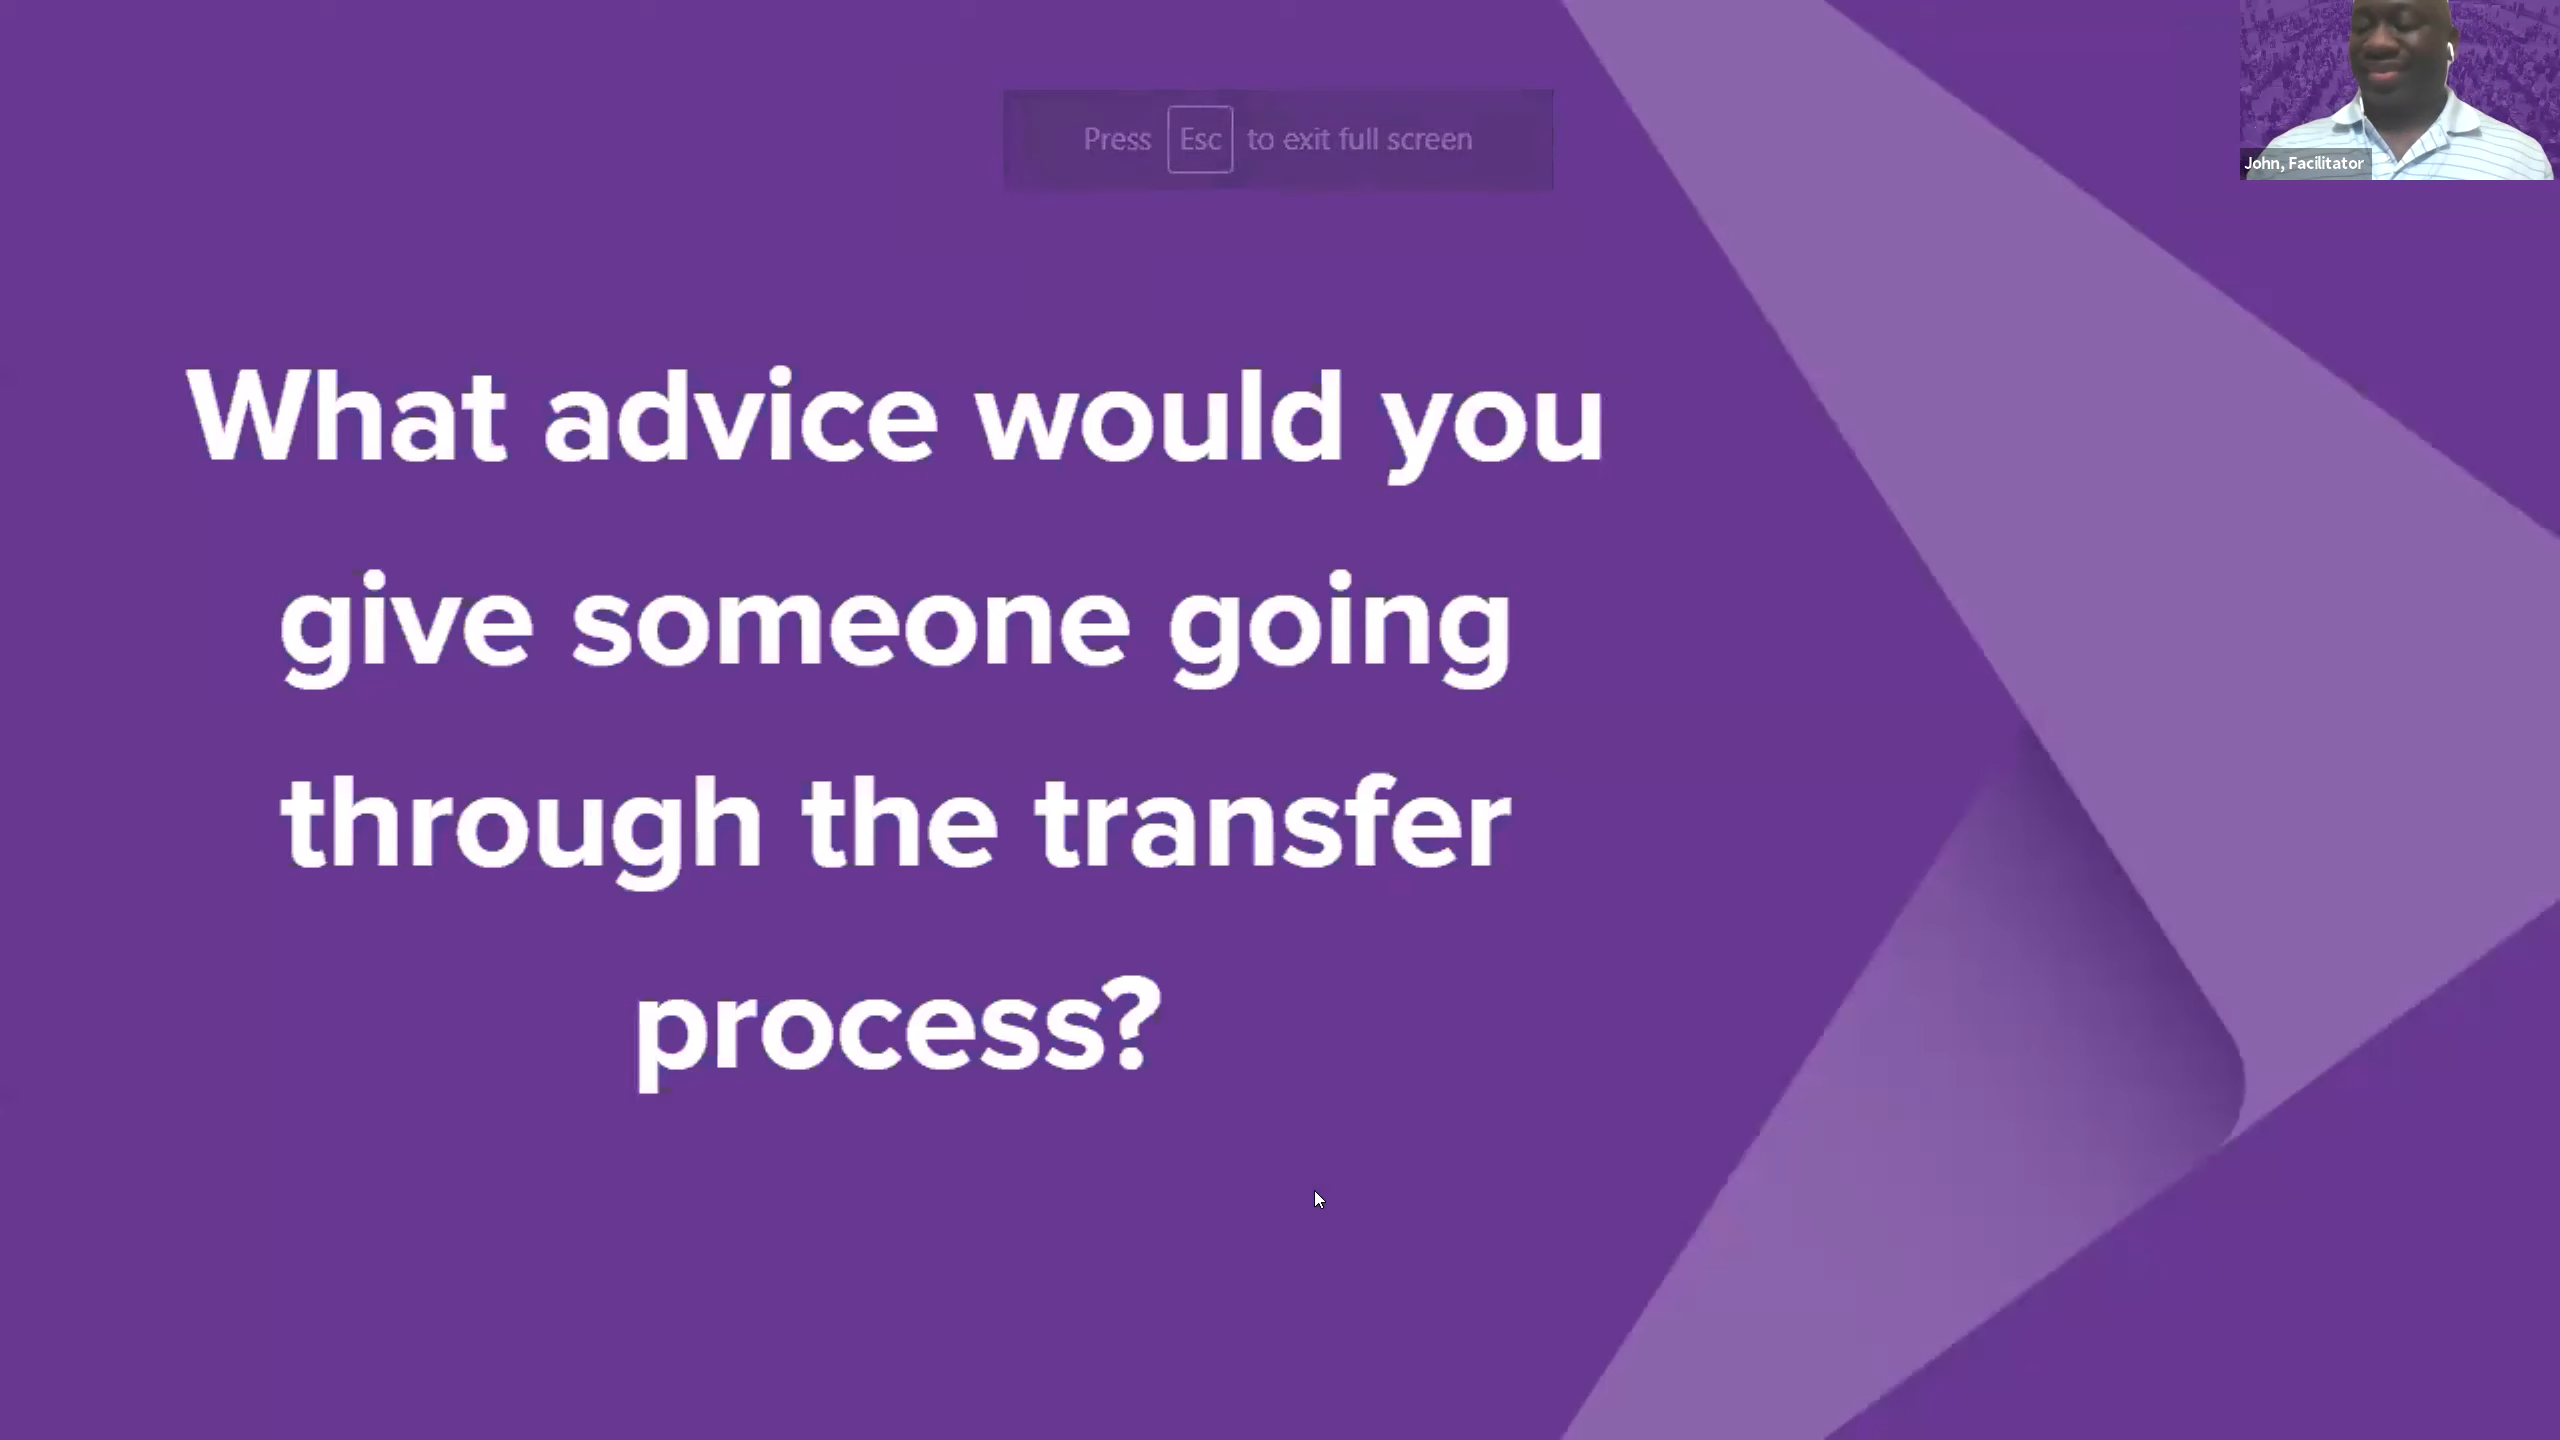 Press Esc to exit full screen
John, Facilitator
What advice would you
give someone going
through the transfer
process?